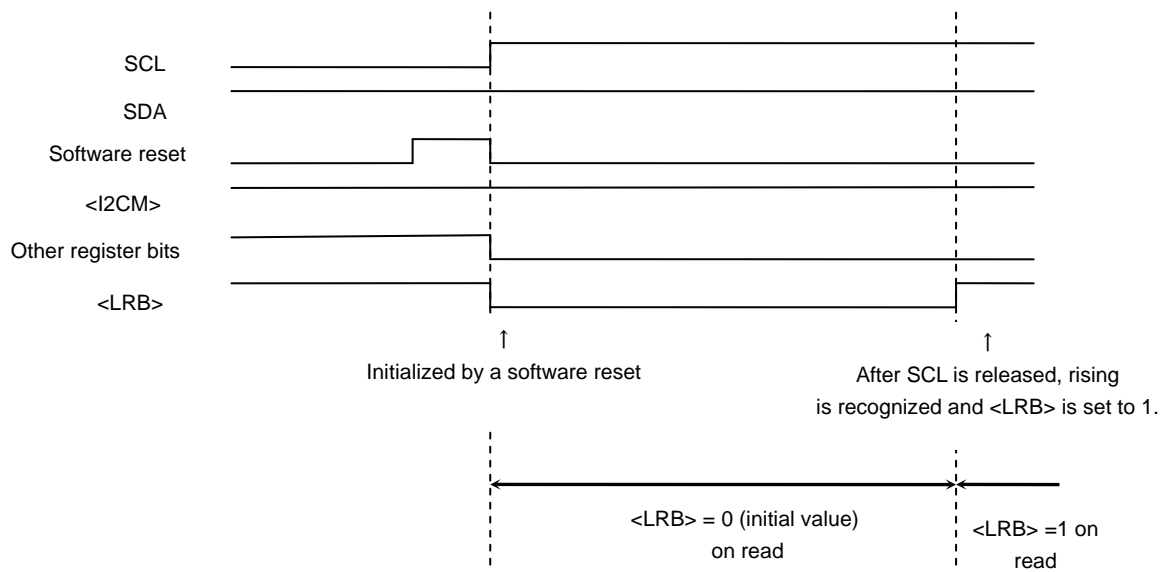 SCL
SDA
Software reset
<I2CM>
Other register bits
<LRB>
↑
Initialized by a software reset
↑
After SCL is released, rising
is recognized and <LRB> is set to 1.
<LRB> = 0 (initial value)
on read
<LRB> =1 on
read